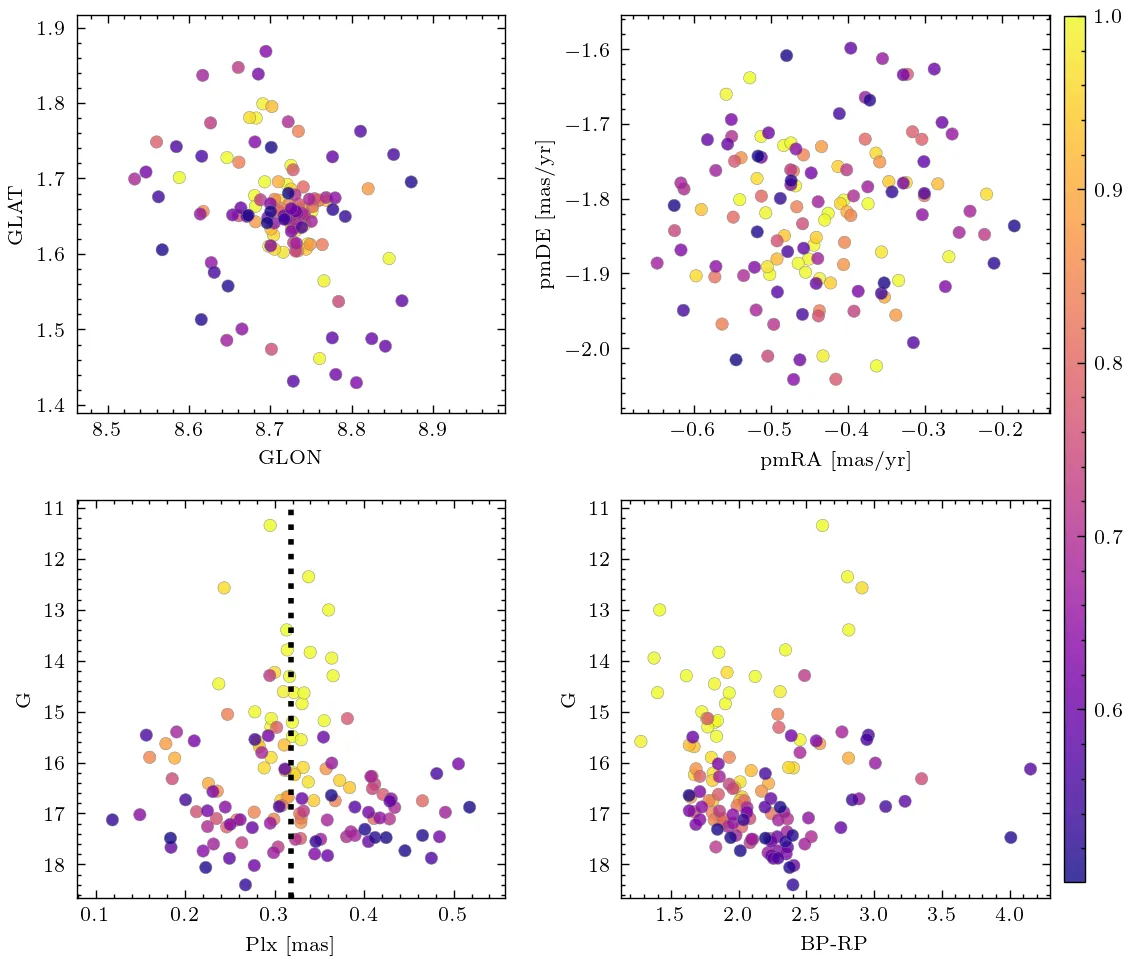 1.9
1.8
1.7
1.6
1.5
1.4
GLAT
8.5 8.6 8.7 8.8 8.9
GLON
−1.6
−1.7
−1.8
−1.9
−2.0
pmDE [mas/yr]
−0.6 −0.5 −0.4 −0.3 −0.2
pmRA [mas/yr]
1.0
0.9
0.8
0.7
0.6
11
12
13
14
15
16
17
18
G
0.1 0.2 0.3 0.4 0.5
Plx [mas]
11
12
13
14
15
16
17
18
G
1.5 2.0 2.5 3.0 3.5 4.0
BP-RP